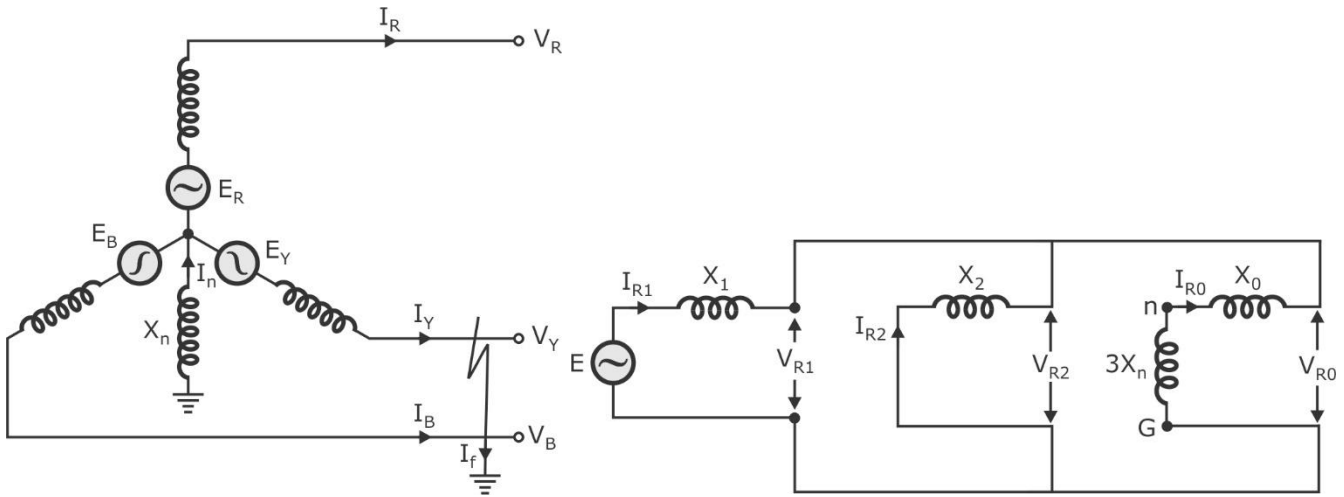 I_R
V_R
E_R
E_B
E_Y
I_n
X_n
I_Y
V_Y
I_B
V_B
I_f
I_R1
X_1
E
V_R1
X_2
I_R2
V_R2
I_R0
X_0
n
3X_n
G
V_R0